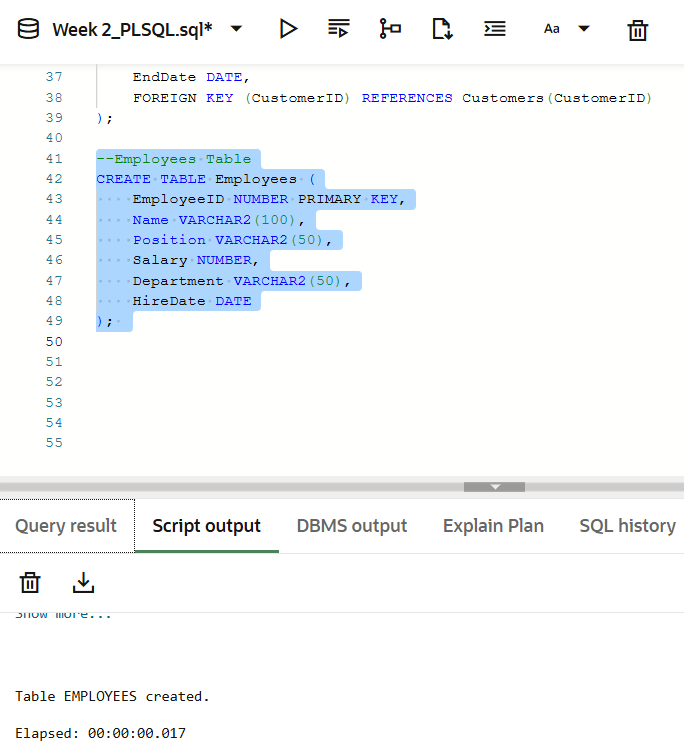 Week 2_PLSQL.sql*
Aa
37 EndDate DATE,
38 FOREIGN KEY (CustomerID) REFERENCES Customers(CustomerID)
39 );
40
41 --Employees Table
42 CREATE TABLE Employees (
43 EmployeeID NUMBER PRIMARY KEY,
44 Name VARCHAR2(100),
45 Position VARCHAR2(50),
46 Salary NUMBER,
47 Department VARCHAR2(50),
48 HireDate DATE
49 );
50
51
52
53
54
55
Query result Script output DBMS output Explain Plan SQL history
Show more...
Table EMPLOYEES created.
Elapsed: 00:00:00.017